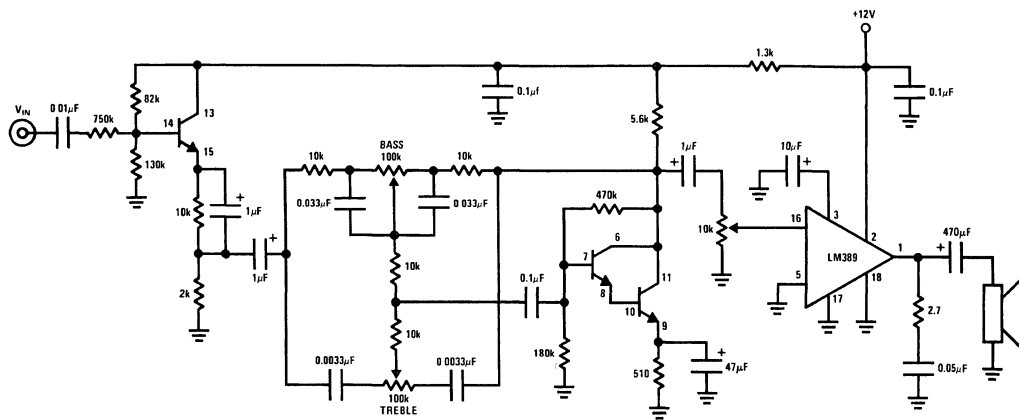 +12V
1.3k
V_IN
0 01μF
750k
82k
14
13
15
130k
0.1μf
5.6k
0.1μF
10k
1μF
2k
1μF
10k
BASS
100k
10k
0.033μF
0 033μF
10k
10k
0.0033μF
0 0033μF
100k
TREBLE
0.1μF
470k
7
6
8
11
10
9
180k
510
47μF
1μF
10k
10μF
16
3
2
LM389
1
5
17
18
470μF
2.7
0.05μF